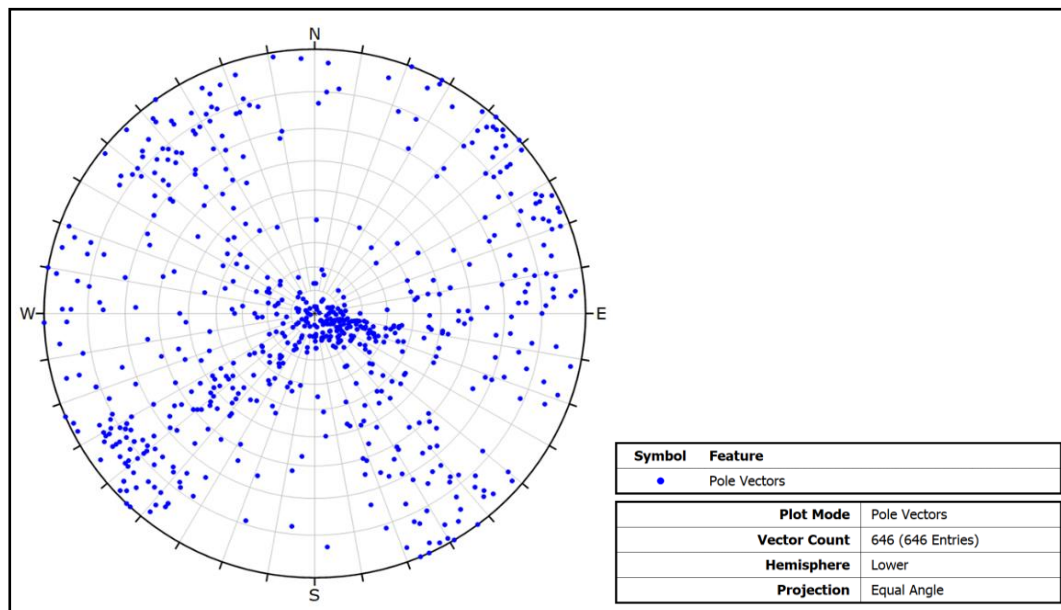 N
W
E
S
Symbol Feature
Pole Vectors
Plot Mode Pole Vectors
Vector Count 646 (646 Entries)
Hemisphere Lower
Projection Equal Angle